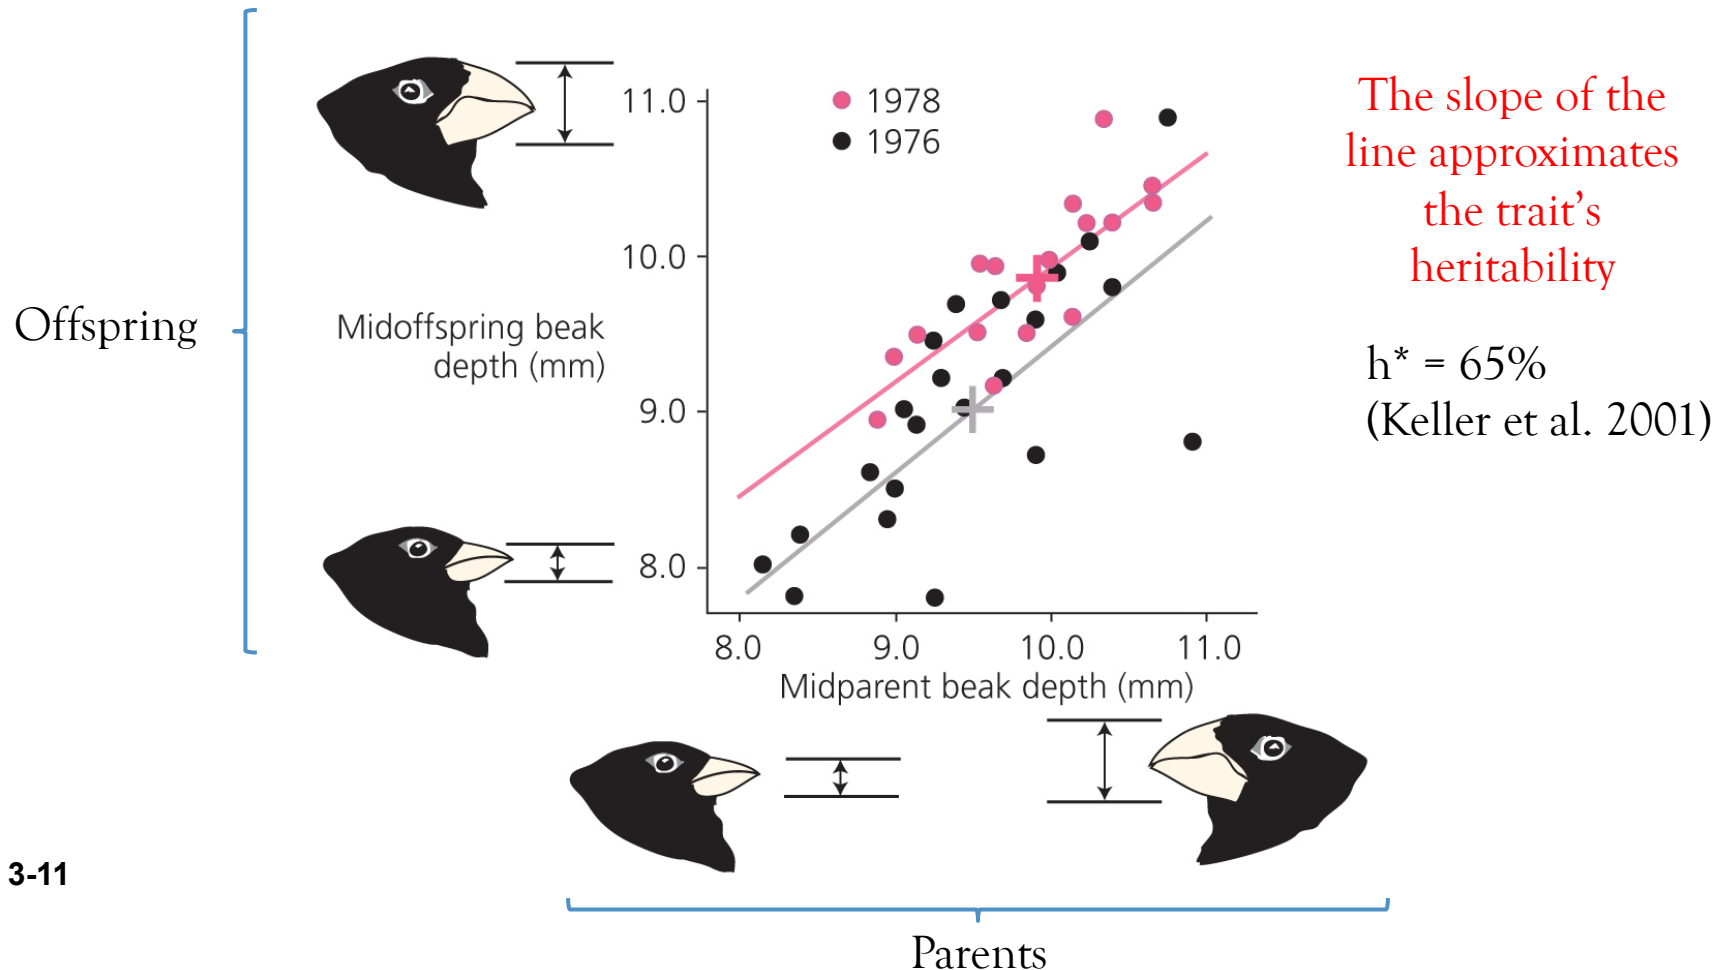 Offspring
Midoffspring beak
depth (mm)
11.0
10.0
9.0
8.0
1978
1976
8.0 9.0 10.0 11.0
Midparent beak depth (mm)
The slope of the
line approximates
the trait’s
heritability
h* = 65%
(Keller et al. 2001)
3-11
Parents